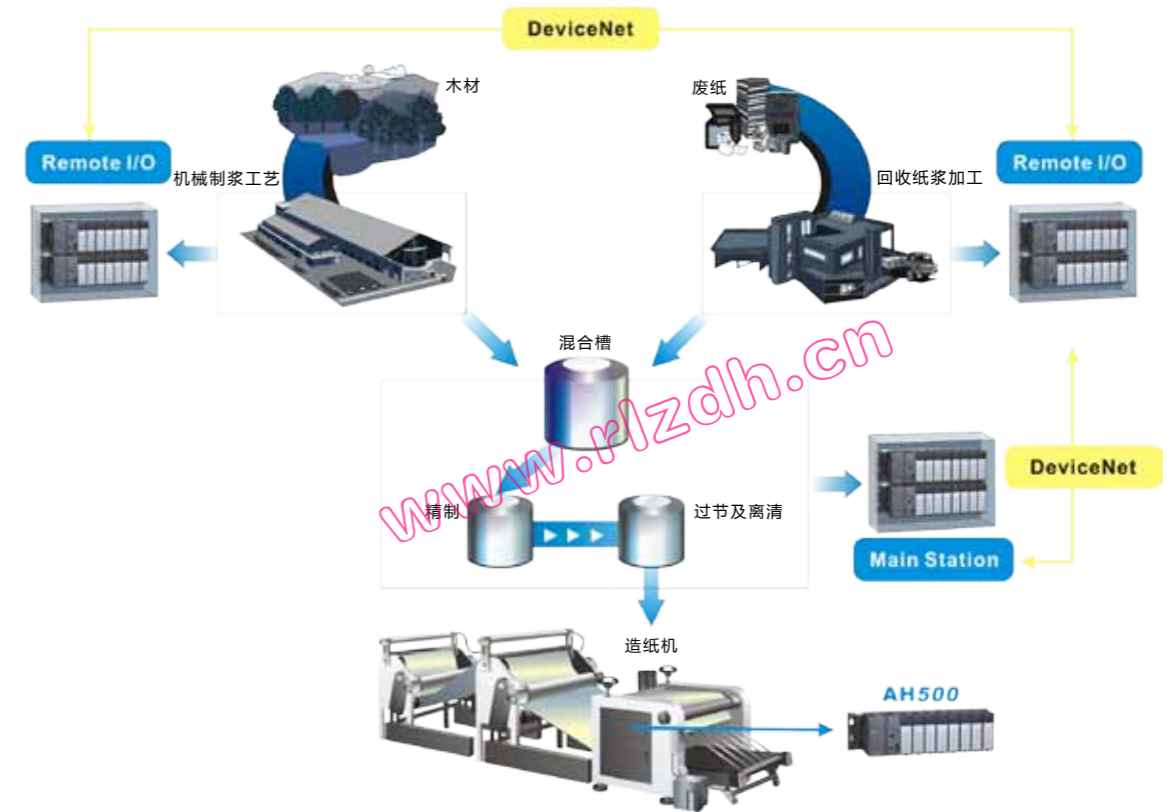 DeviceNet
木材
废纸
Remote I/O
机械制浆工艺
回收纸浆加工
Remote I/O
混合槽
www.rlzdh.cn
DeviceNet
精制
过节及离清
Main Station
造纸机
AH500